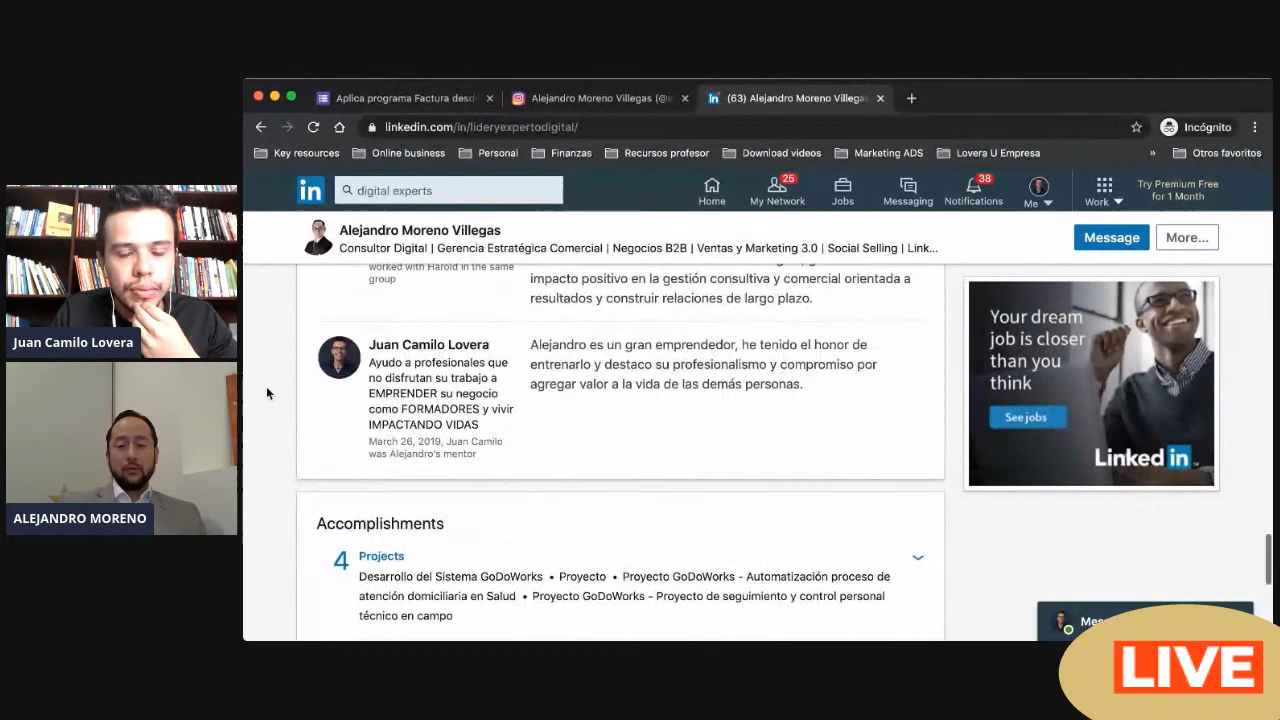 Aplica programa Factura desd
Alejandro Moreno Villegas (@
(63) Alejandro Moreno Villega
linkedin.com/in/lideryexpertodigital/
Incógnito
Key resources
Online business
Personal
Finanzas
Recursos profesor
Download videos
Marketing ADS
Lovera U Empresa
»
Otros favoritos
in
digital experts
Home
25
My Network
Jobs
Messaging
38
Notifications
Me
Work
Try Premium Free
for 1 Month
Alejandro Moreno Villegas
Consultor Digital | Gerencia Estratégica Comercial | Negocios B2B | Ventas y Marketing 3.0 | Social Selling | Link...
Message
More...
worked with Harold in the same
group
impacto positivo en la gestión consultiva y comercial orientada a
resultados y construir relaciones de largo plazo.
Juan Camilo Lovera
Ayudo a profesionales que
no disfrutan su trabajo a
EMPRENDER su negocio
como FORMADORES y vivir
IMPACTANDO VIDAS
March 26, 2019, Juan Camilo
was Alejandro's mentor
Alejandro es un gran emprendedor, he tenido el honor de
entrenarlo y destaco su profesionalismo y compromiso por
agregar valor a la vida de las demás personas.
Your dream
job is closer
than you
think
See jobs
Linked in
Accomplishments
4
Projects
Desarrollo del Sistema GoDoWorks • Proyecto • Proyecto GoDoWorks - Automatización proceso de
atención domiciliaria en Salud • Proyecto GoDoWorks - Proyecto de seguimiento y control personal
técnico en campo
Mes
Juan Camilo Lovera
ALEJANDRO MORENO
LIVE